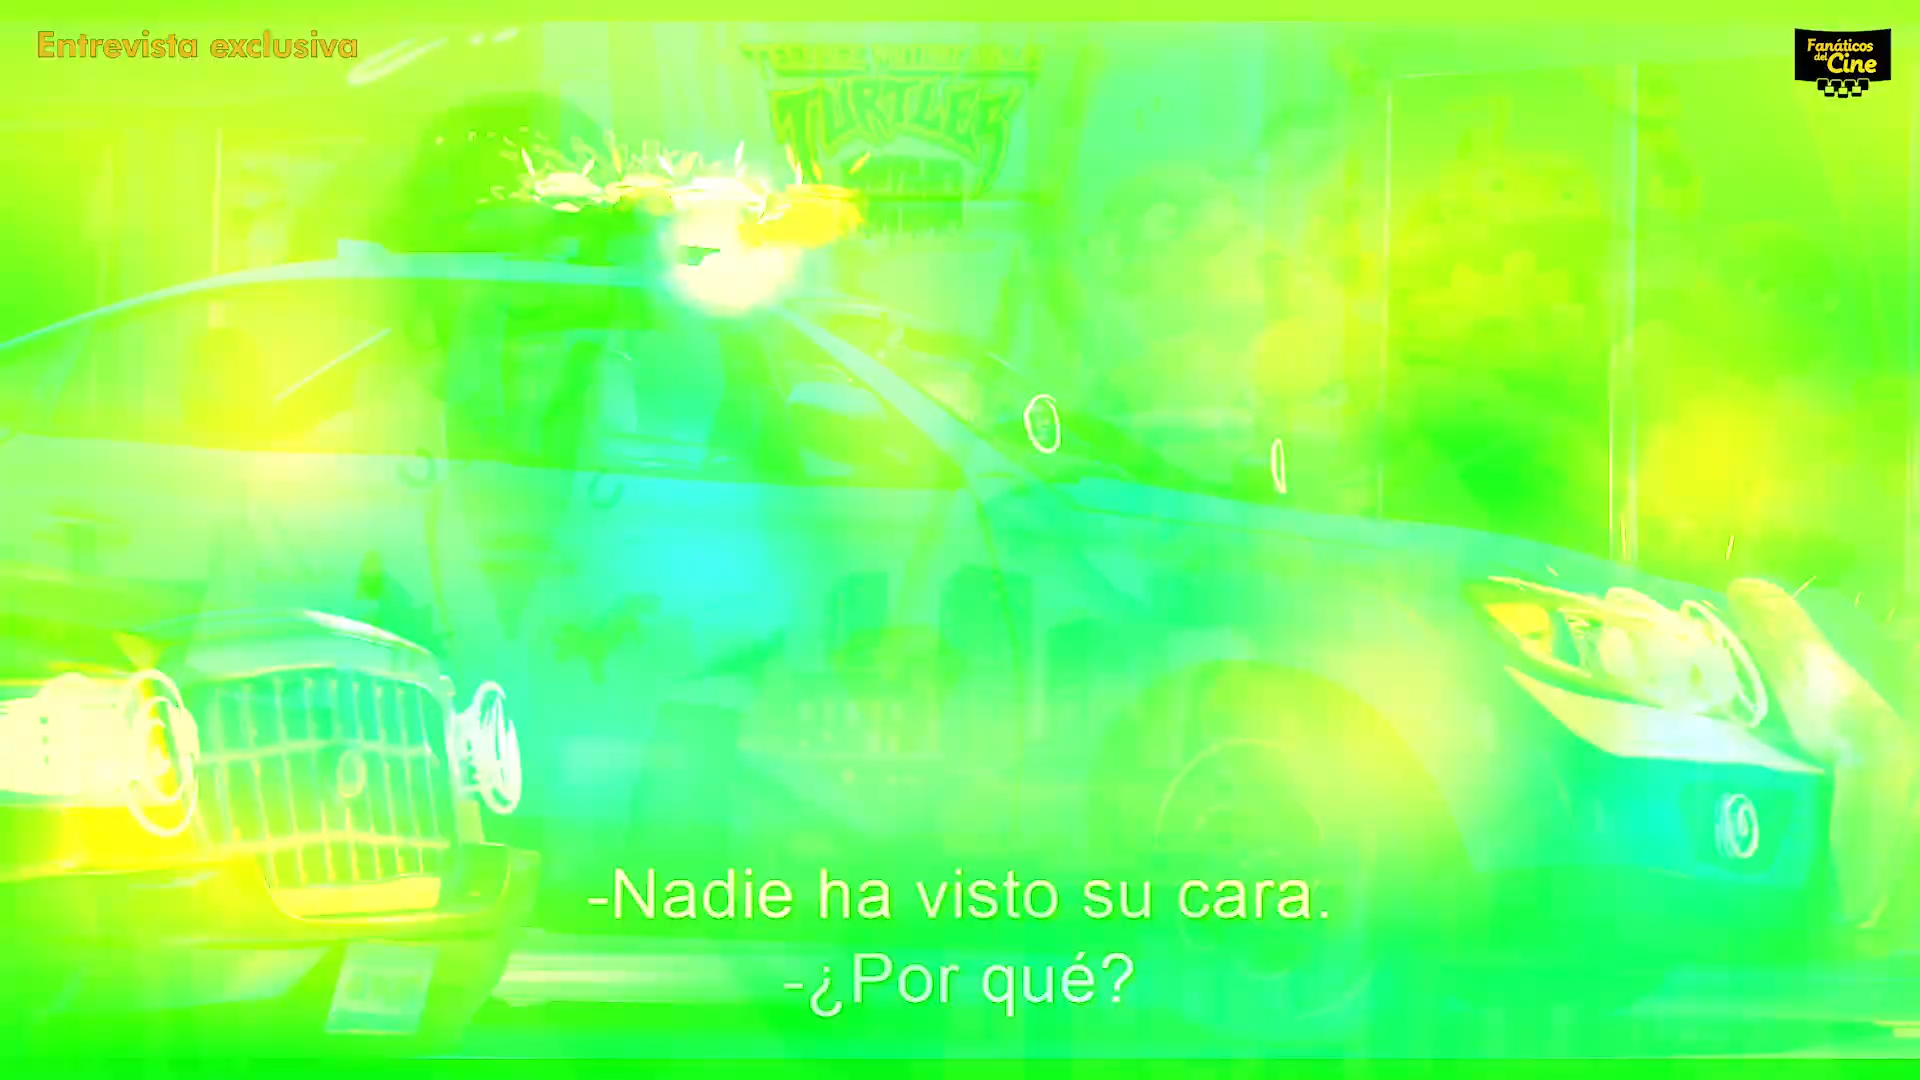 Entrevista exclusiva
Fanáticos
del Cine
TURTLES
-Nadie ha visto su cara.
-¿Por qué?